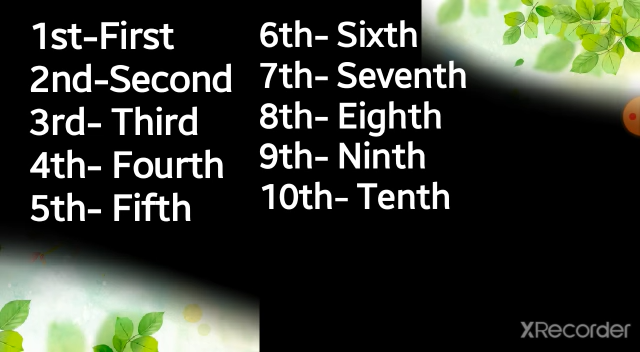 1st-First
2nd-Second
3rd- Third
4th- Fourth
5th- Fifth
6th- Sixth
7th- Seventh
8th- Eighth
9th- Ninth
10th- Tenth
XRecorder